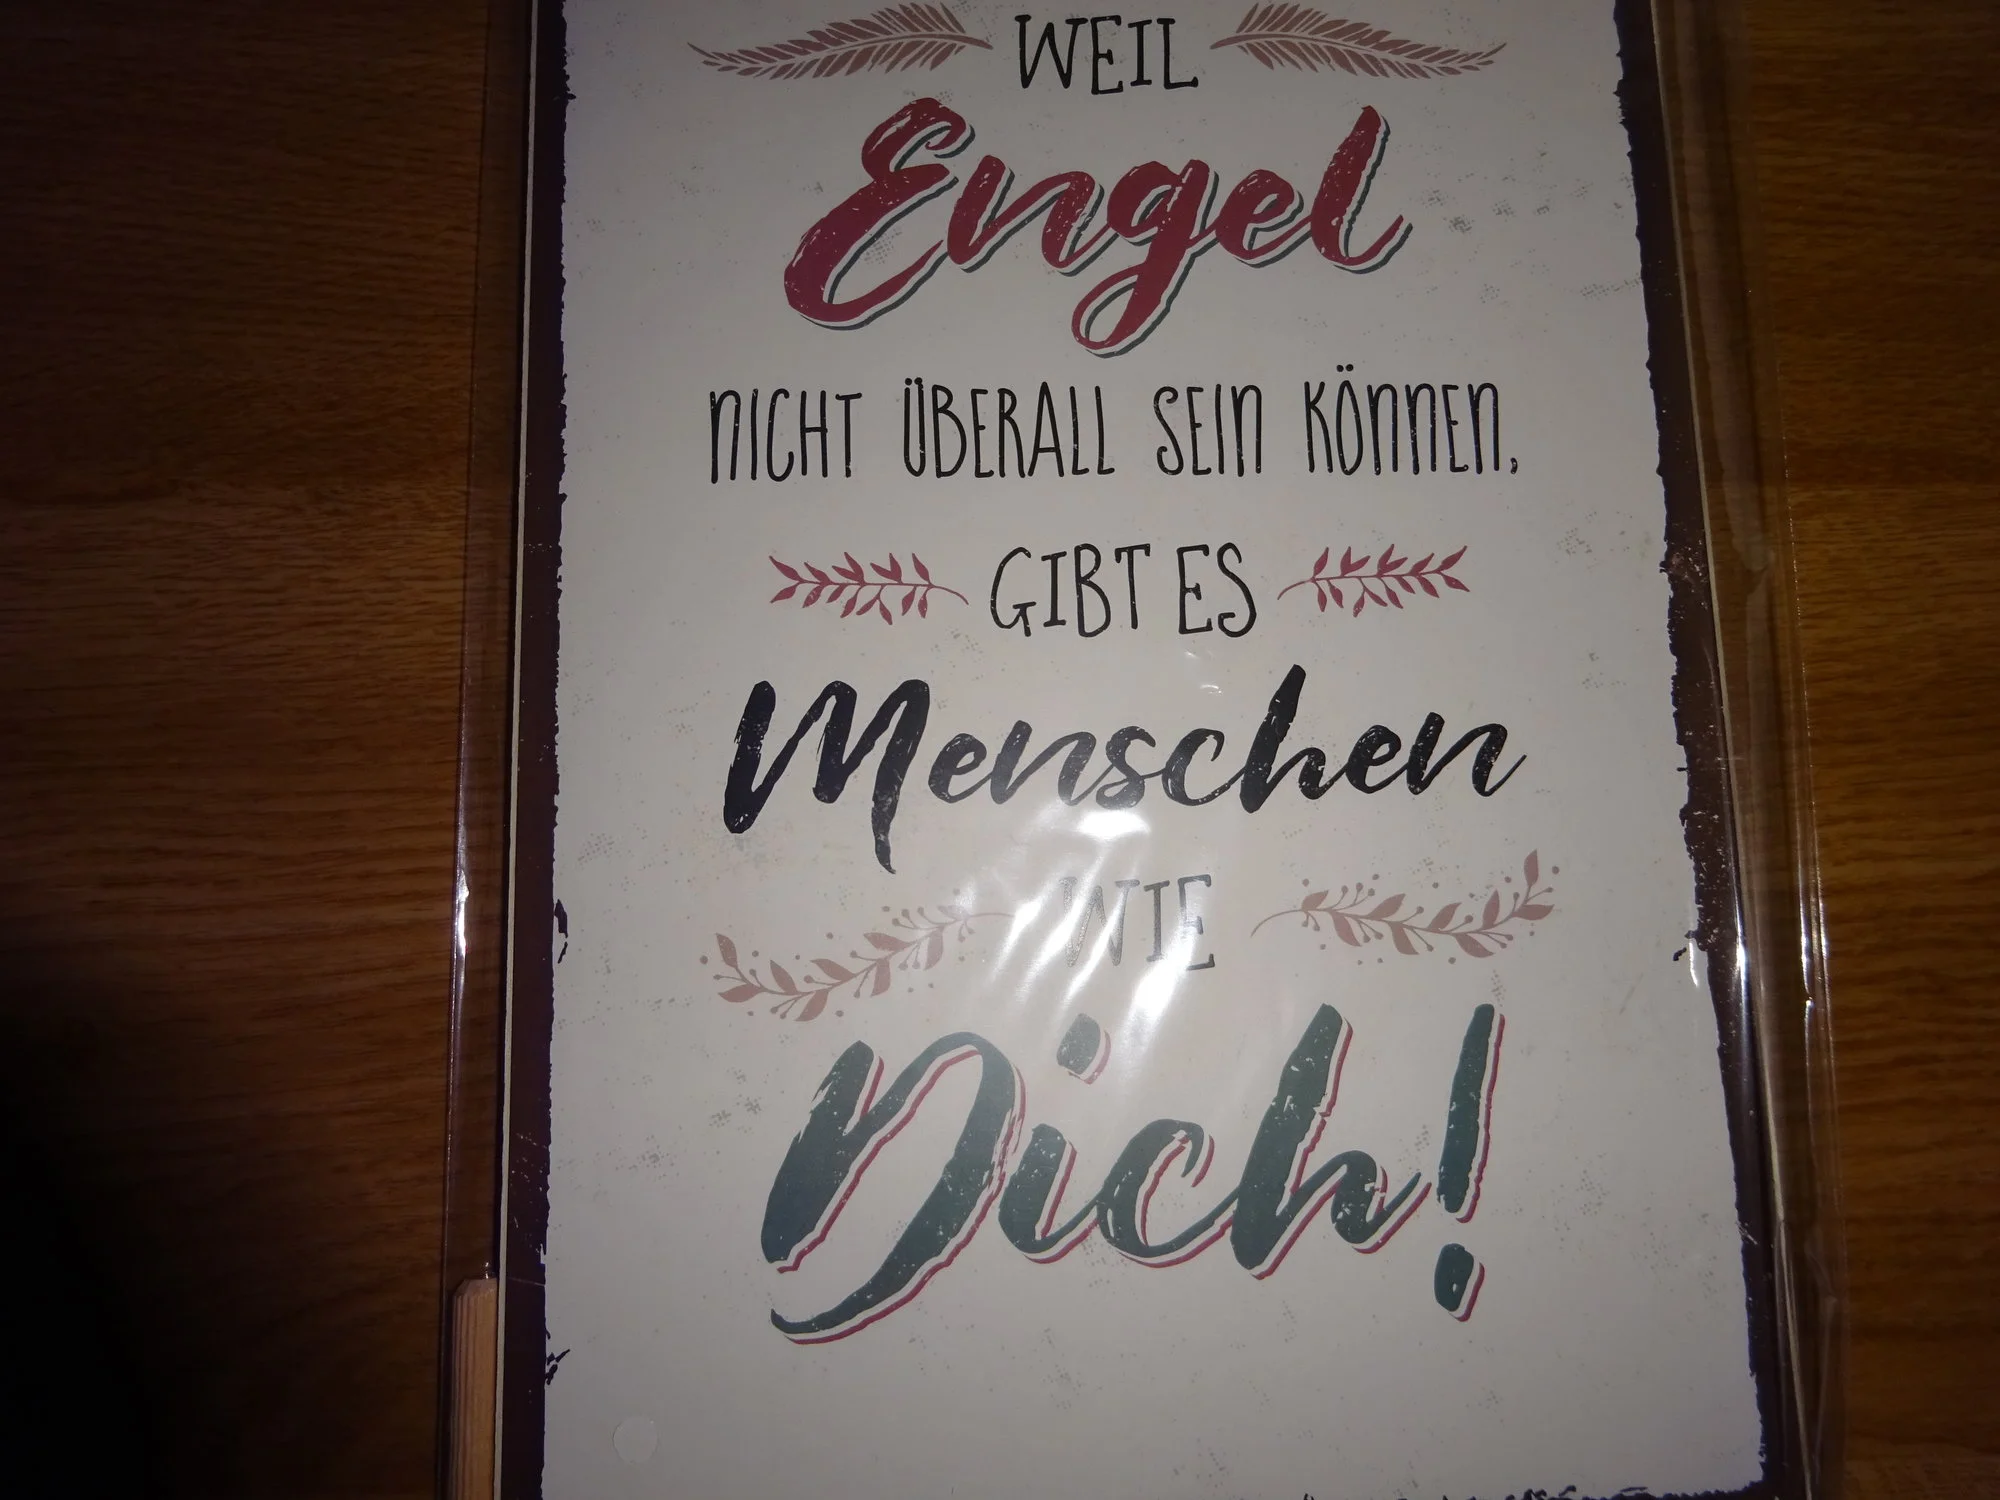 WEIL
Engel
NICHT ÜBERALL SEIN KÖNNEN,
GIBT ES
Menschen
WIE
Dich!